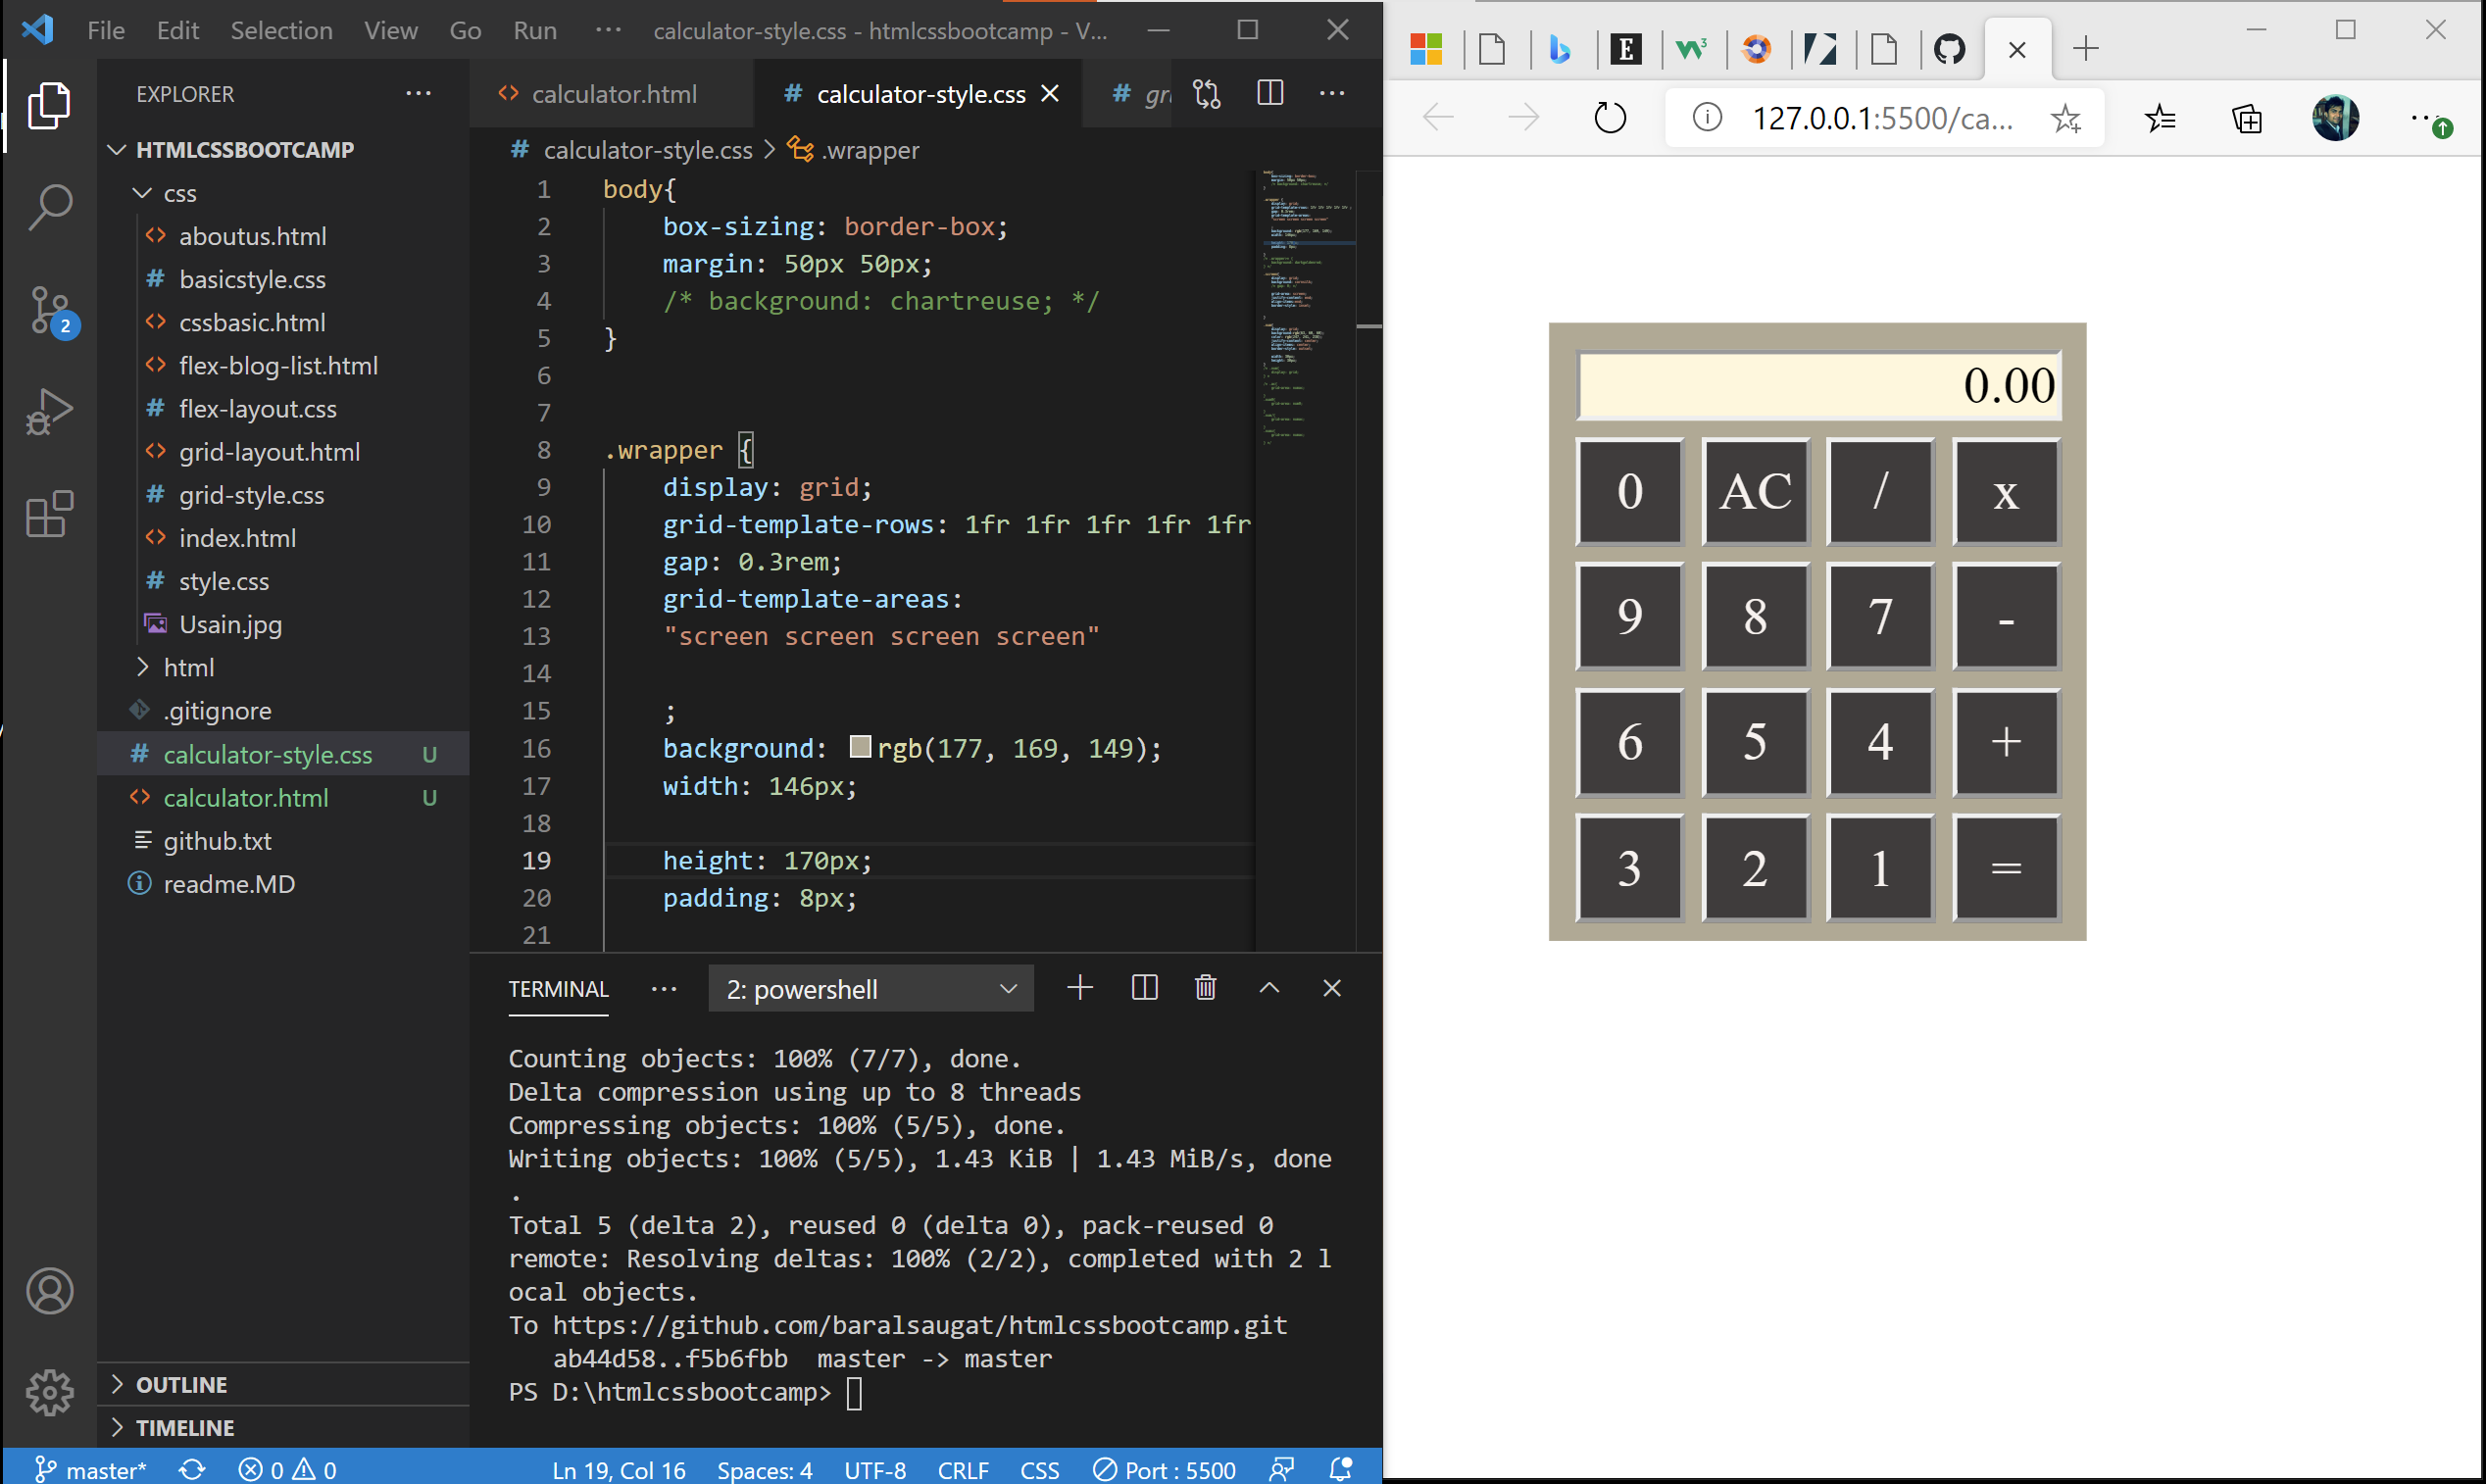 File Edit Selection View Go Run ··· calculator-style.css - htmlcssbootcamp - V...
EXPLORER ···
HTMLCSSBOOTCAMP
css
aboutus.html
basicstyle.css
cssbasic.html
flex-blog-list.html
flex-layout.css
grid-layout.html
grid-style.css
index.html
style.css
Usain.jpg
html
.gitignore
calculator-style.css U
calculator.html U
github.txt
readme.MD
OUTLINE
TIMELINE
2
calculator.html calculator-style.css
calculator-style.css > .wrapper
1 body{
2 box-sizing: border-box;
3 margin: 50px 50px;
4 /* background: chartreuse; */
5 }
6
7
8 .wrapper {
9 display: grid;
10 grid-template-rows: 1fr 1fr 1fr 1fr 1fr
11 gap: 0.3rem;
12 grid-template-areas:
13 "screen screen screen screen"
14
15 ;
16 background: rgb(177, 169, 149);
17 width: 146px;
18
19 height: 170px;
20 padding: 8px;
21
TERMINAL ··· 2: powershell
Counting objects: 100% (7/7), done.
Delta compression using up to 8 threads
Compressing objects: 100% (5/5), done.
Writing objects: 100% (5/5), 1.43 KiB | 1.43 MiB/s, done
.
Total 5 (delta 2), reused 0 (delta 0), pack-reused 0
remote: Resolving deltas: 100% (2/2), completed with 2 l
ocal objects.
To https://github.com/baralsaugat/htmlcssbootcamp.git
ab44d58..f5b6fbb master -> master
PS D:\htmlcssbootcamp>
master* 0 0 Ln 19, Col 16 Spaces: 4 UTF-8 CRLF CSS Port : 5500
127.0.0.1:5500/ca...
0.00
0 AC / x
9 8 7 -
6 5 4 +
3 2 1 =